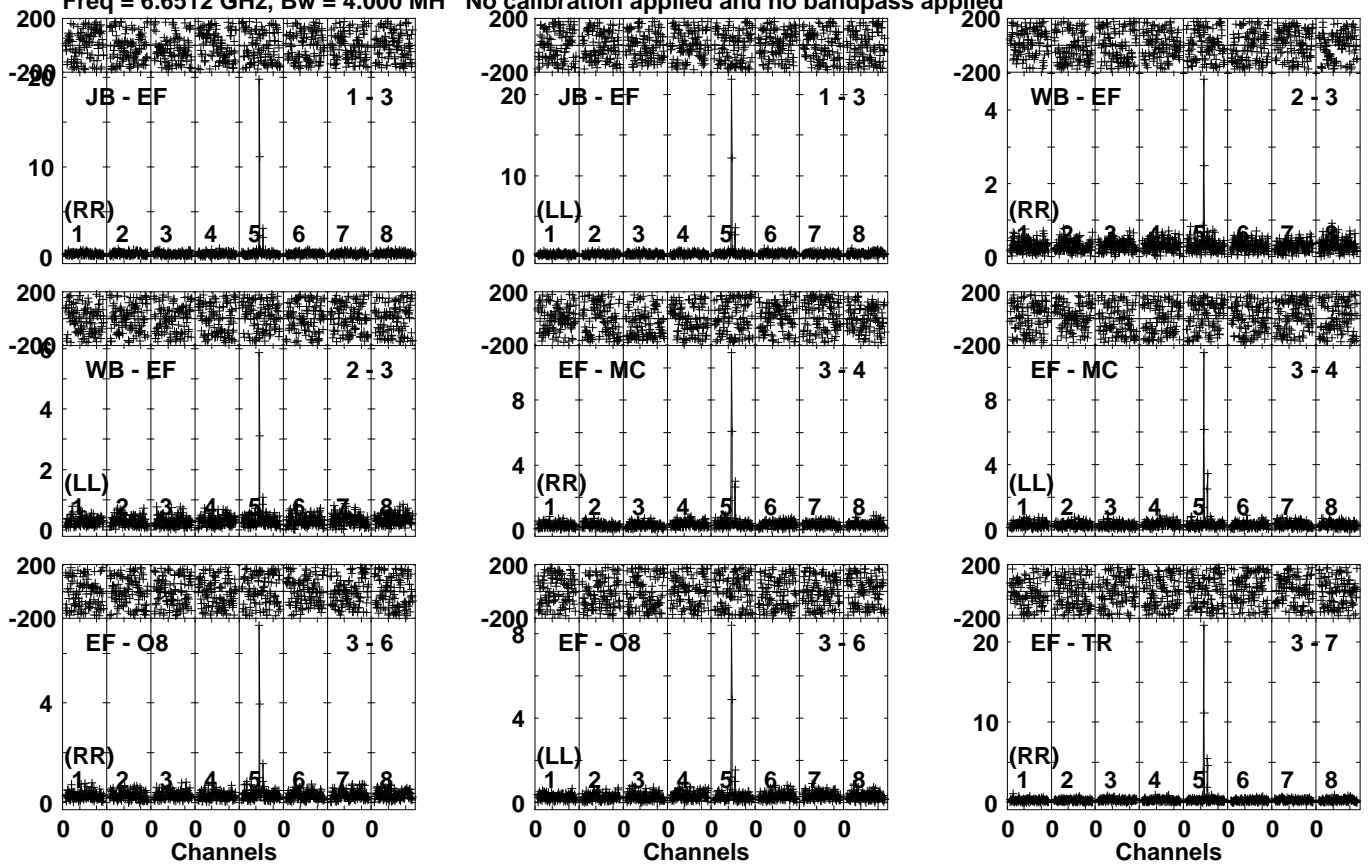 Freq = 6.6512 GHz, Bw = 4.000 MH No calibration applied and no bandpass applied
200
-200
20
JB - EF 1 - 3
10
(RR)
1 2 3 4 5 6 7 8
0
200
-200
20
JB - EF 1 - 3
10
(LL)
1 2 3 4 5 6 7 8
0
200
-200
4
WB - EF 2 - 3
2
(RR)
1 2 3 4 5 6 7 8
0
200
-200
6
WB - EF 2 - 3
4
2
(LL)
1 2 3 4 5 6 7 8
0
200
-200
EF - MC 3 - 4
8
4
(RR)
1 2 3 4 5 6 7 8
0
200
-200
EF - MC 3 - 4
8
4
(LL)
1 2 3 4 5 6 7 8
0
200
-200
EF - O8 3 - 6
4
(RR)
1 2 3 4 5 6 7 8
0
0 0 0 0 0 0 0 0
Channels
200
-200
8
EF - O8 3 - 6
4
(LL)
1 2 3 4 5 6 7 8
0
0 0 0 0 0 0 0 0
Channels
200
-200
20
EF - TR 3 - 7
10
(RR)
1 2 3 4 5 6 7 8
0
0 0 0 0 0 0 0 0
Channels